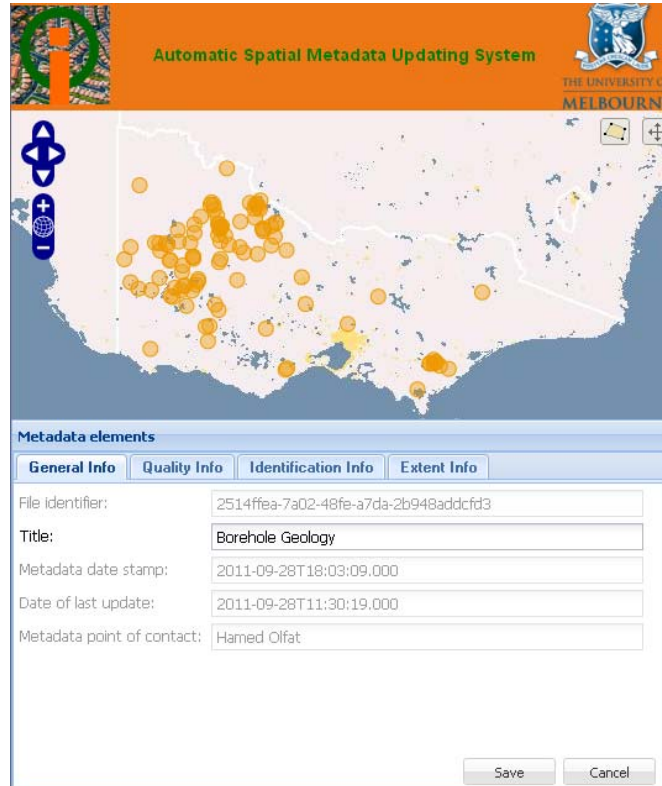 Automatic Spatial Metadata Updating System
THE UNIVERSITY O
MELBOURN
Metadata elements
General Info
Quality Info
Identification Info
Extent Info
File identifier:
2514ffea-7a02-48fe-a7da-2b948addcfd3
Title:
Borehole Geology
Metadata date stamp:
2011-09-28T18:03:09.000
Date of last update:
2011-09-28T11:30:19.000
Metadata point of contact:
Hamed Olfat
Save
Cancel